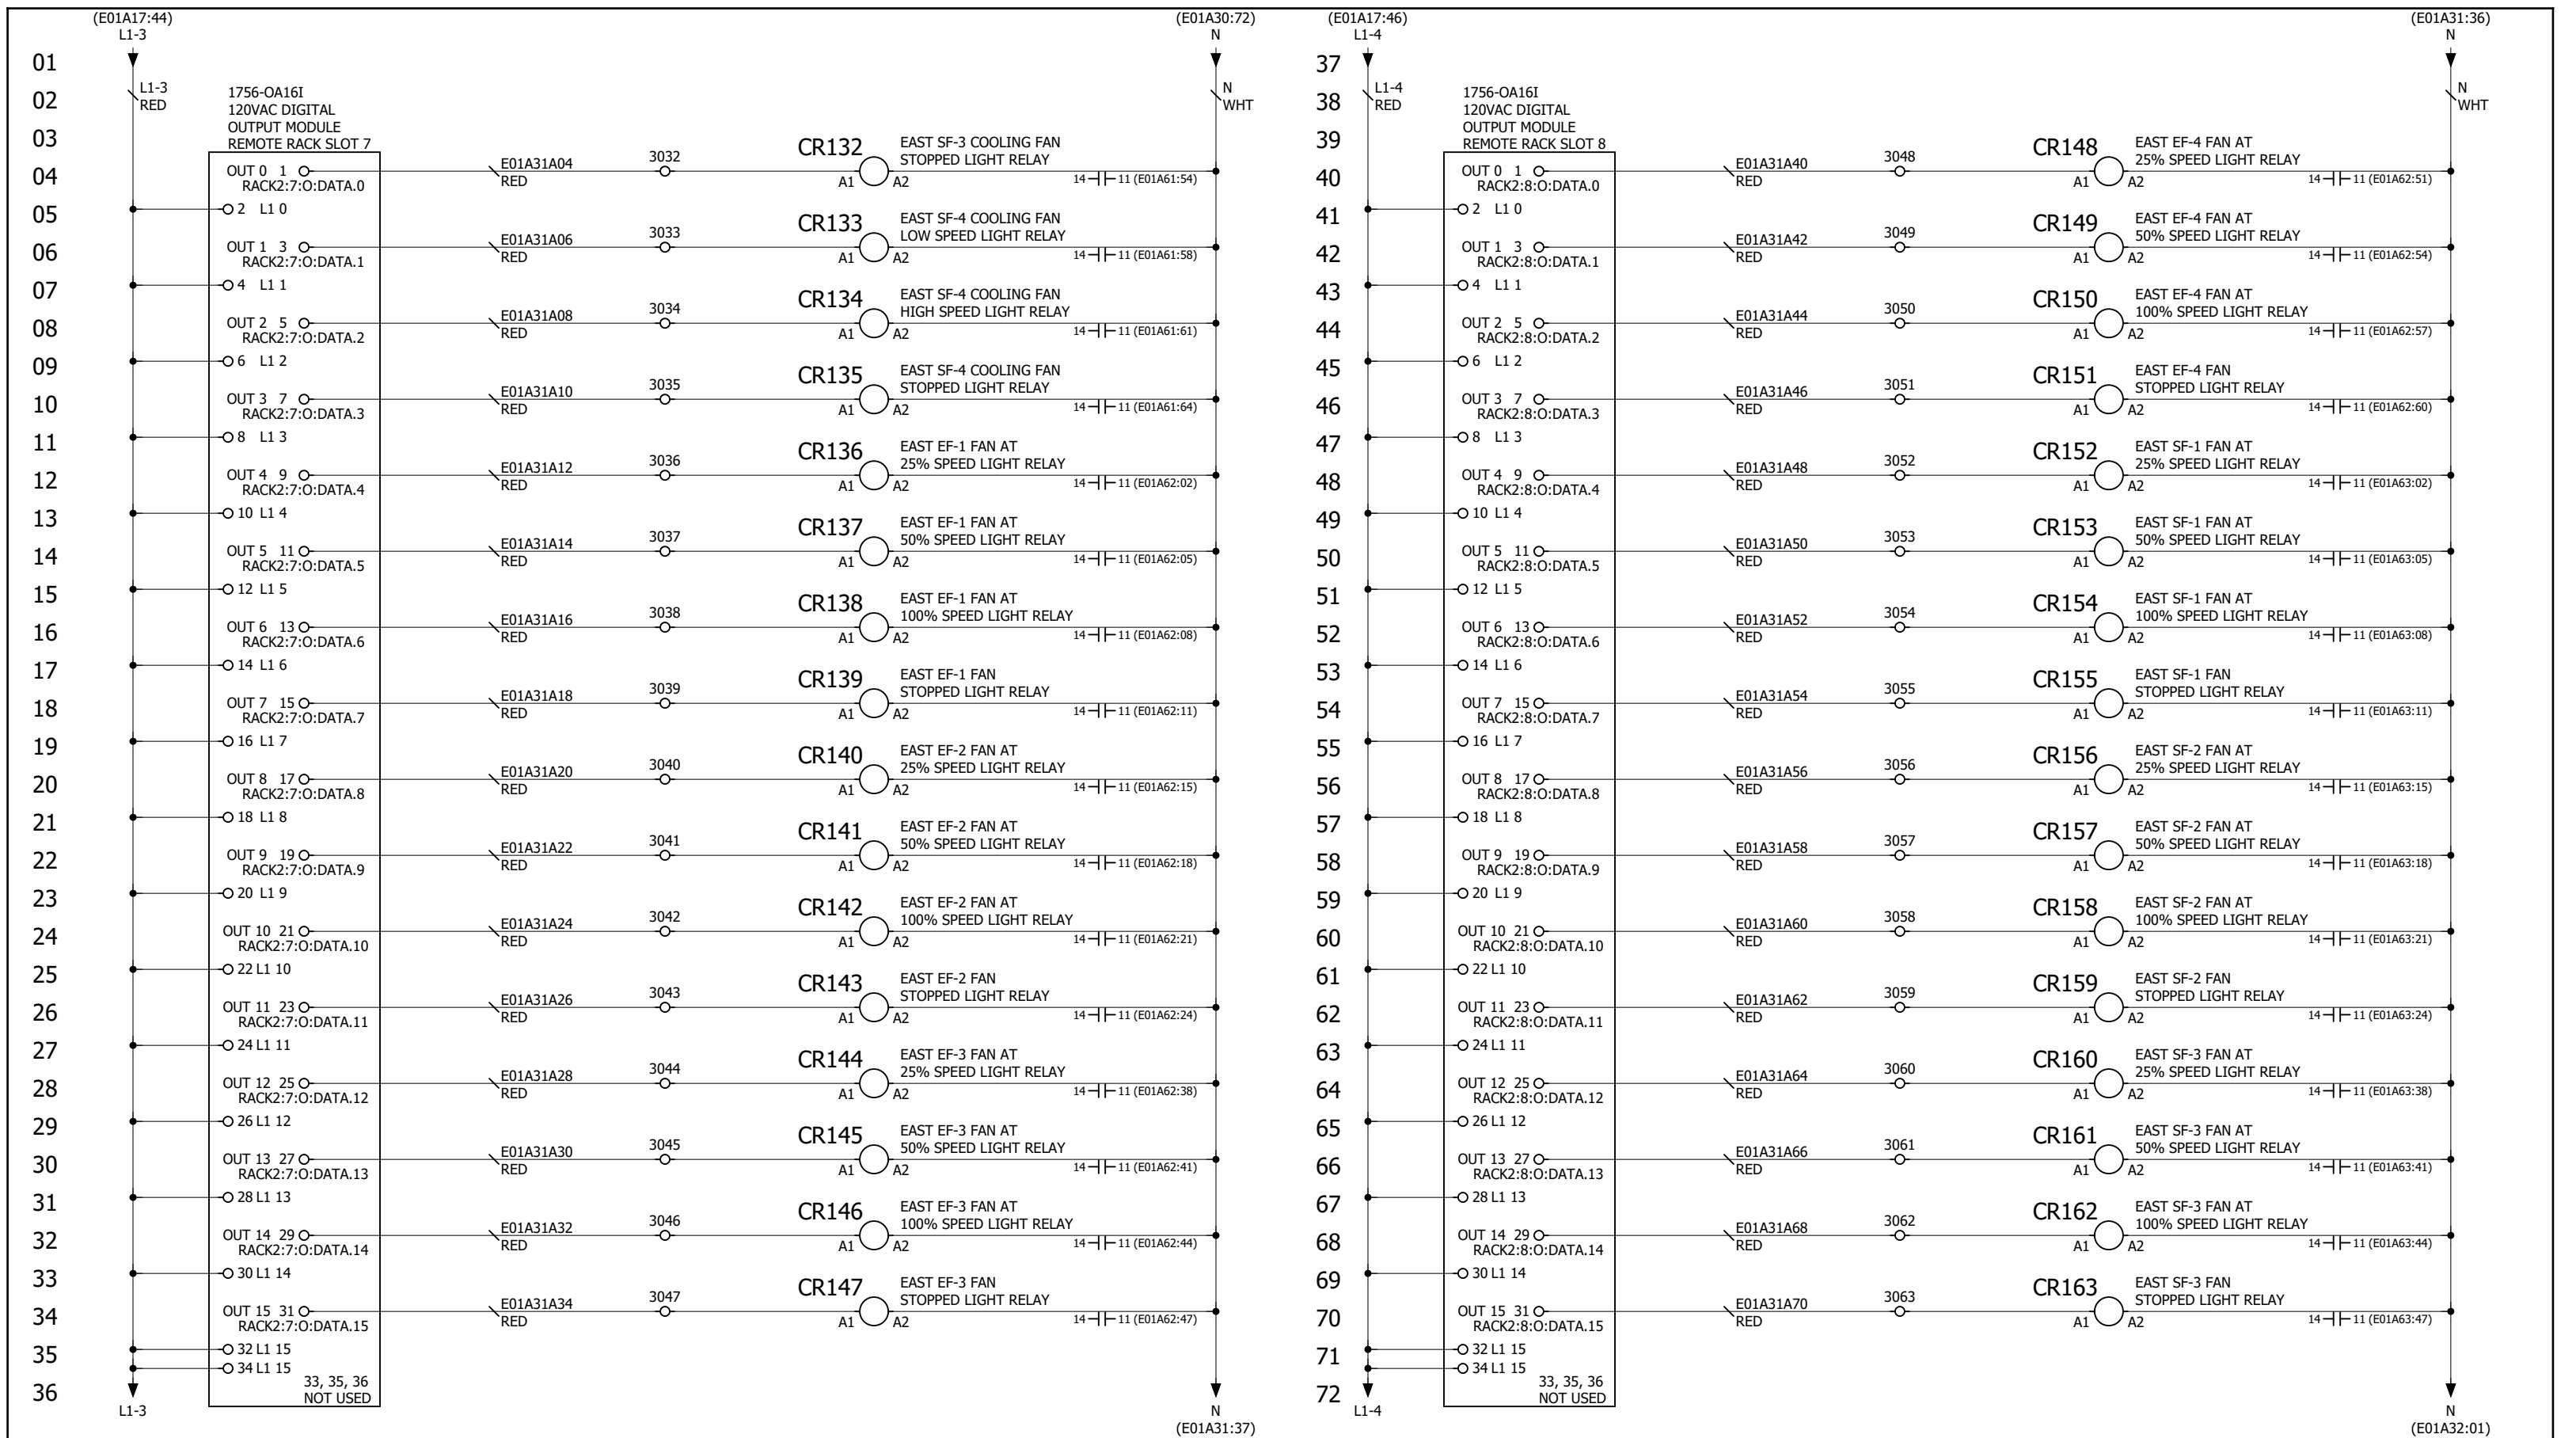 (E01A17:44)
L1-3
(E01A30:72)
N
01
02
L1-3
RED
N
WHT
1756-OA16I
120VAC DIGITAL
OUTPUT MODULE
REMOTE RACK SLOT 7
03
04
OUT 0 1
RACK2:7:O:DATA.0
E01A31A04
RED
3032
CR132
A1 A2
EAST SF-3 COOLING FAN
STOPPED LIGHT RELAY
14 11 (E01A61:54)
05
2 L1 0
06
OUT 1 3
RACK2:7:O:DATA.1
E01A31A06
RED
3033
CR133
A1 A2
EAST SF-4 COOLING FAN
LOW SPEED LIGHT RELAY
14 11 (E01A61:58)
07
4 L1 1
08
OUT 2 5
RACK2:7:O:DATA.2
E01A31A08
RED
3034
CR134
A1 A2
EAST SF-4 COOLING FAN
HIGH SPEED LIGHT RELAY
14 11 (E01A61:61)
09
6 L1 2
10
OUT 3 7
RACK2:7:O:DATA.3
E01A31A10
RED
3035
CR135
A1 A2
EAST SF-4 COOLING FAN
STOPPED LIGHT RELAY
14 11 (E01A61:64)
11
8 L1 3
12
OUT 4 9
RACK2:7:O:DATA.4
E01A31A12
RED
3036
CR136
A1 A2
EAST EF-1 FAN AT
25% SPEED LIGHT RELAY
14 11 (E01A62:02)
13
10 L1 4
14
OUT 5 11
RACK2:7:O:DATA.5
E01A31A14
RED
3037
CR137
A1 A2
EAST EF-1 FAN AT
50% SPEED LIGHT RELAY
14 11 (E01A62:05)
15
12 L1 5
16
OUT 6 13
RACK2:7:O:DATA.6
E01A31A16
RED
3038
CR138
A1 A2
EAST EF-1 FAN AT
100% SPEED LIGHT RELAY
14 11 (E01A62:08)
17
14 L1 6
18
OUT 7 15
RACK2:7:O:DATA.7
E01A31A18
RED
3039
CR139
A1 A2
EAST EF-1 FAN
STOPPED LIGHT RELAY
14 11 (E01A62:11)
19
16 L1 7
20
OUT 8 17
RACK2:7:O:DATA.8
E01A31A20
RED
3040
CR140
A1 A2
EAST EF-2 FAN AT
25% SPEED LIGHT RELAY
14 11 (E01A62:15)
21
18 L1 8
22
OUT 9 19
RACK2:7:O:DATA.9
E01A31A22
RED
3041
CR141
A1 A2
EAST EF-2 FAN AT
50% SPEED LIGHT RELAY
14 11 (E01A62:18)
23
20 L1 9
24
OUT 10 21
RACK2:7:O:DATA.10
E01A31A24
RED
3042
CR142
A1 A2
EAST EF-2 FAN AT
100% SPEED LIGHT RELAY
14 11 (E01A62:21)
25
22 L1 10
26
OUT 11 23
RACK2:7:O:DATA.11
E01A31A26
RED
3043
CR143
A1 A2
EAST EF-2 FAN
STOPPED LIGHT RELAY
14 11 (E01A62:24)
27
24 L1 11
28
OUT 12 25
RACK2:7:O:DATA.12
E01A31A28
RED
3044
CR144
A1 A2
EAST EF-3 FAN AT
25% SPEED LIGHT RELAY
14 11 (E01A62:38)
29
26 L1 12
30
OUT 13 27
RACK2:7:O:DATA.13
E01A31A30
RED
3045
CR145
A1 A2
EAST EF-3 FAN AT
50% SPEED LIGHT RELAY
14 11 (E01A62:41)
31
28 L1 13
32
OUT 14 29
RACK2:7:O:DATA.14
E01A31A32
RED
3046
CR146
A1 A2
EAST EF-3 FAN AT
100% SPEED LIGHT RELAY
14 11 (E01A62:44)
33
30 L1 14
34
OUT 15 31
RACK2:7:O:DATA.15
E01A31A34
RED
3047
CR147
A1 A2
EAST EF-3 FAN
STOPPED LIGHT RELAY
14 11 (E01A62:47)
35
32 L1 15
34 L1 15
36
33, 35, 36
NOT USED
L1-3
N
(E01A31:37)
(E01A17:46)
L1-4
(E01A31:36)
N
37
38
L1-4
RED
N
WHT
1756-OA16I
120VAC DIGITAL
OUTPUT MODULE
REMOTE RACK SLOT 8
39
40
OUT 0 1
RACK2:8:O:DATA.0
E01A31A40
RED
3048
CR148
A1 A2
EAST EF-4 FAN AT
25% SPEED LIGHT RELAY
14 11 (E01A62:51)
41
2 L1 0
42
OUT 1 3
RACK2:8:O:DATA.1
E01A31A42
RED
3049
CR149
A1 A2
EAST EF-4 FAN AT
50% SPEED LIGHT RELAY
14 11 (E01A62:54)
43
4 L1 1
44
OUT 2 5
RACK2:8:O:DATA.2
E01A31A44
RED
3050
CR150
A1 A2
EAST EF-4 FAN AT
100% SPEED LIGHT RELAY
14 11 (E01A62:57)
45
6 L1 2
46
OUT 3 7
RACK2:8:O:DATA.3
E01A31A46
RED
3051
CR151
A1 A2
EAST EF-4 FAN
STOPPED LIGHT RELAY
14 11 (E01A62:60)
47
8 L1 3
48
OUT 4 9
RACK2:8:O:DATA.4
E01A31A48
RED
3052
CR152
A1 A2
EAST SF-1 FAN AT
25% SPEED LIGHT RELAY
14 11 (E01A63:02)
49
10 L1 4
50
OUT 5 11
RACK2:8:O:DATA.5
E01A31A50
RED
3053
CR153
A1 A2
EAST SF-1 FAN AT
50% SPEED LIGHT RELAY
14 11 (E01A63:05)
51
12 L1 5
52
OUT 6 13
RACK2:8:O:DATA.6
E01A31A52
RED
3054
CR154
A1 A2
EAST SF-1 FAN AT
100% SPEED LIGHT RELAY
14 11 (E01A63:08)
53
14 L1 6
54
OUT 7 15
RACK2:8:O:DATA.7
E01A31A54
RED
3055
CR155
A1 A2
EAST SF-1 FAN
STOPPED LIGHT RELAY
14 11 (E01A63:11)
55
16 L1 7
56
OUT 8 17
RACK2:8:O:DATA.8
E01A31A56
RED
3056
CR156
A1 A2
EAST SF-2 FAN AT
25% SPEED LIGHT RELAY
14 11 (E01A63:15)
57
18 L1 8
58
OUT 9 19
RACK2:8:O:DATA.9
E01A31A58
RED
3057
CR157
A1 A2
EAST SF-2 FAN AT
50% SPEED LIGHT RELAY
14 11 (E01A63:18)
59
20 L1 9
60
OUT 10 21
RACK2:8:O:DATA.10
E01A31A60
RED
3058
CR158
A1 A2
EAST SF-2 FAN AT
100% SPEED LIGHT RELAY
14 11 (E01A63:21)
61
22 L1 10
62
OUT 11 23
RACK2:8:O:DATA.11
E01A31A62
RED
3059
CR159
A1 A2
EAST SF-2 FAN
STOPPED LIGHT RELAY
14 11 (E01A63:24)
63
24 L1 11
64
OUT 12 25
RACK2:8:O:DATA.12
E01A31A64
RED
3060
CR160
A1 A2
EAST SF-3 FAN AT
25% SPEED LIGHT RELAY
14 11 (E01A63:38)
65
26 L1 12
66
OUT 13 27
RACK2:8:O:DATA.13
E01A31A66
RED
3061
CR161
A1 A2
EAST SF-3 FAN AT
50% SPEED LIGHT RELAY
14 11 (E01A63:41)
67
28 L1 13
68
OUT 14 29
RACK2:8:O:DATA.14
E01A31A68
RED
3062
CR162
A1 A2
EAST SF-3 FAN AT
100% SPEED LIGHT RELAY
14 11 (E01A63:44)
69
30 L1 14
70
OUT 15 31
RACK2:8:O:DATA.15
E01A31A70
RED
3063
CR163
A1 A2
EAST SF-3 FAN
STOPPED LIGHT RELAY
14 11 (E01A63:47)
71
32 L1 15
34 L1 15
72
33, 35, 36
NOT USED
L1-4
N
(E01A32:01)